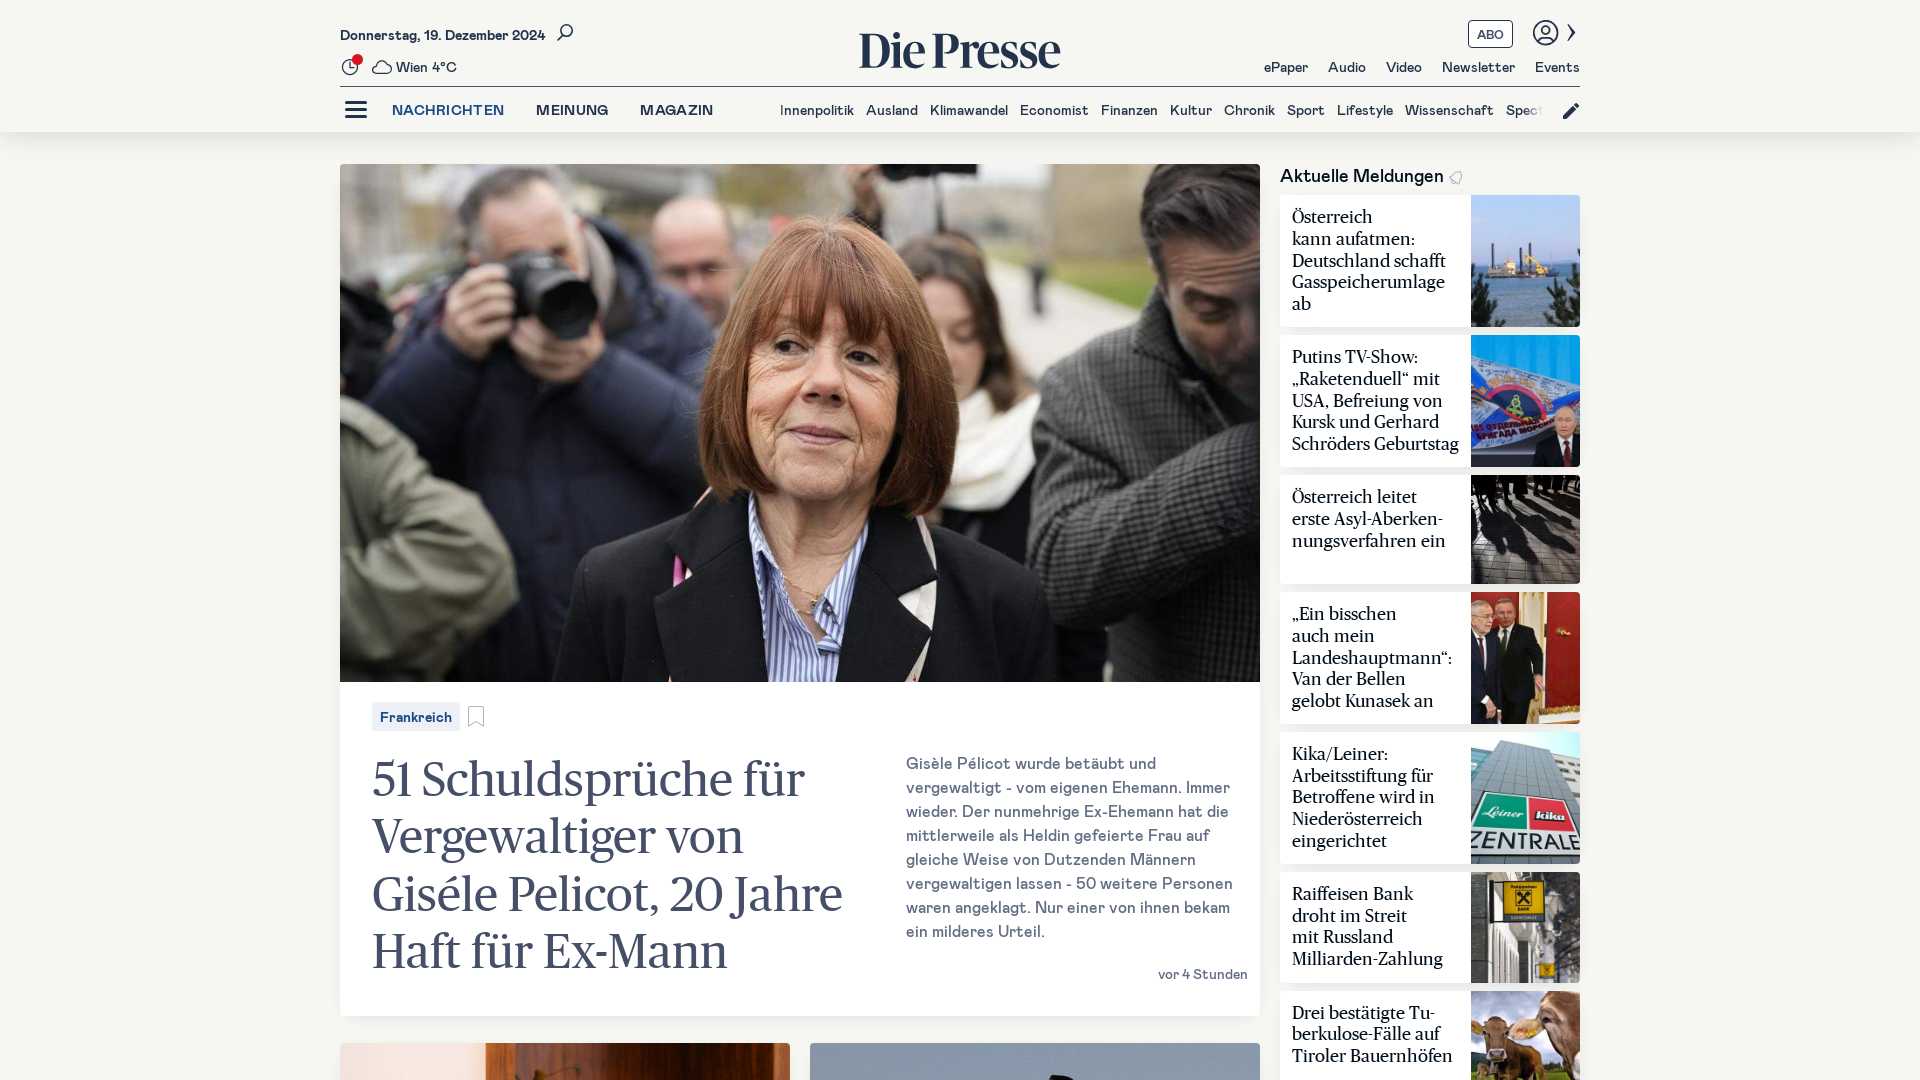 Donnerstag, 19. Dezember 2024
Wien 4°C
Die Presse
ABO
ePaper Audio Video Newsletter Events
NACHRICHTEN MEINUNG MAGAZIN
Innenpolitik Ausland Klimawandel Economist Finanzen Kultur Chronik Sport Lifestyle Wissenschaft Spect
Frankreich
51 Schuldsprüche für
Vergewaltiger von
Giséle Pelicot, 20 Jahre
Haft für Ex-Mann
Gisèle Pélicot wurde betäubt und
vergewaltigt - vom eigenen Ehemann. Immer
wieder. Der nunmehrige Ex-Ehemann hat die
mittlerweile als Heldin gefeierte Frau auf
gleiche Weise von Dutzenden Männern
vergewaltigen lassen - 50 weitere Personen
waren angeklagt. Nur einer von ihnen bekam
ein milderes Urteil.
vor 4 Stunden
Aktuelle Meldungen
Österreich
kann aufatmen:
Deutschland schafft
Gasspeicherumlage
ab
Putins TV-Show:
„Raketenduell“ mit
USA, Befreiung von
Kursk und Gerhard
Schröders Geburtstag
Österreich leitet
erste Asyl-Aberken-
nungsverfahren ein
„Ein bisschen
auch mein
Landeshauptmann“:
Van der Bellen
gelobt Kunasek an
Kika/Leiner:
Arbeitsstiftung für
Betroffene wird in
Niederösterreich
eingerichtet
Leiner kika
ZENTRALE
Raiffeisen Bank
droht im Streit
mit Russland
Milliarden-Zahlung
Drei bestätigte Tu-
berkulose-Fälle auf
Tiroler Bauernhöfen